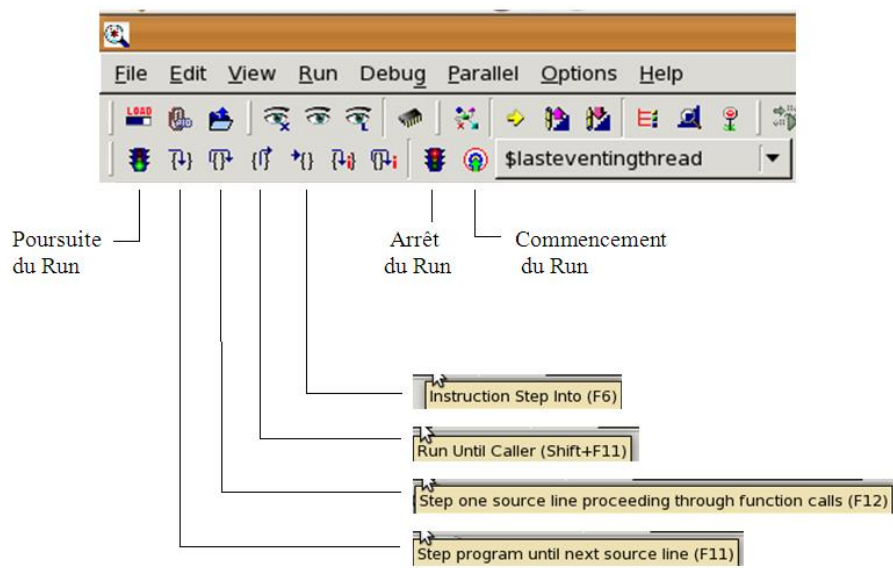 File Edit View Run Debug Parallel Options Help
LOAD
$lasteventingthread
Poursuite
du Run
Arrêt
du Run
Commencement
du Run
Instruction Step Into (F6)
Run Until Caller (Shift+F11)
Step one source line proceeding through function calls (F12)
Step program until next source line (F11)